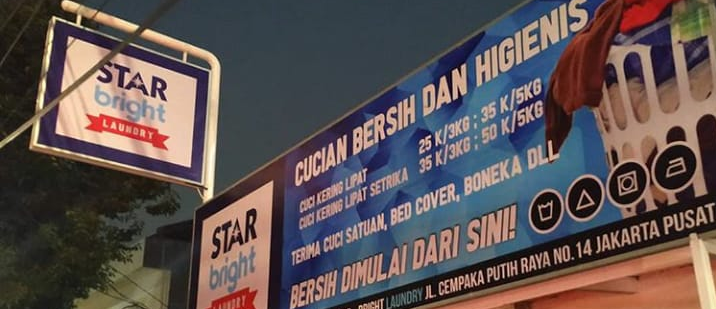 STAR
bright
LAUNDRY
CUCIAN BERSIH DAN HIGIENIS
CUCI KERING LIPAT 25 K/3KG : 35 K/5KG
CUCI KERING LIPAT SETRIKA 35 K/3KG : 50 K/5KG
TERIMA CUCI SATUAN, BED COVER, BONEKA DLL
BERSIH DIMULAI DARI SINI!
STAR
bright
LAUNDRY
BRIGHT LAUNDRY JL. CEMPAKA PUTIH RAYA NO.14 JAKARTA PUSAT